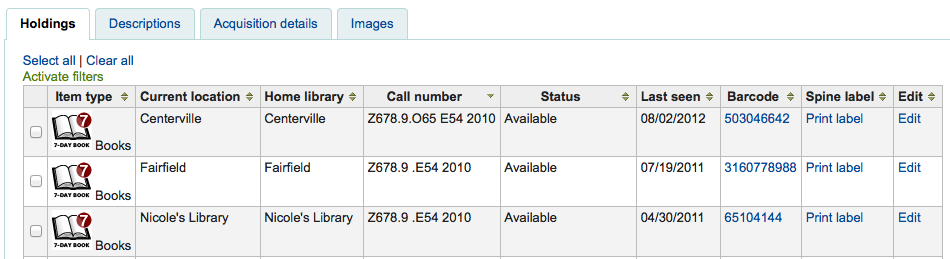 Holdings Descriptions Acquisition details Images
Select all | Clear all
Activate filters
Item type Current location Home library Call number Status Last seen Barcode Spine label Edit
7 7-DAY BOOK Books Centerville Centerville Z678.9.O65 E54 2010 Available 08/02/2012 503046642 Print label Edit
7 7-DAY BOOK Books Fairfield Fairfield Z678.9 .E54 2010 Available 07/19/2011 3160778988 Print label Edit
7 7-DAY BOOK Books Nicole's Library Nicole's Library Z678.9 .E54 2010 Available 04/30/2011 65104144 Print label Edit